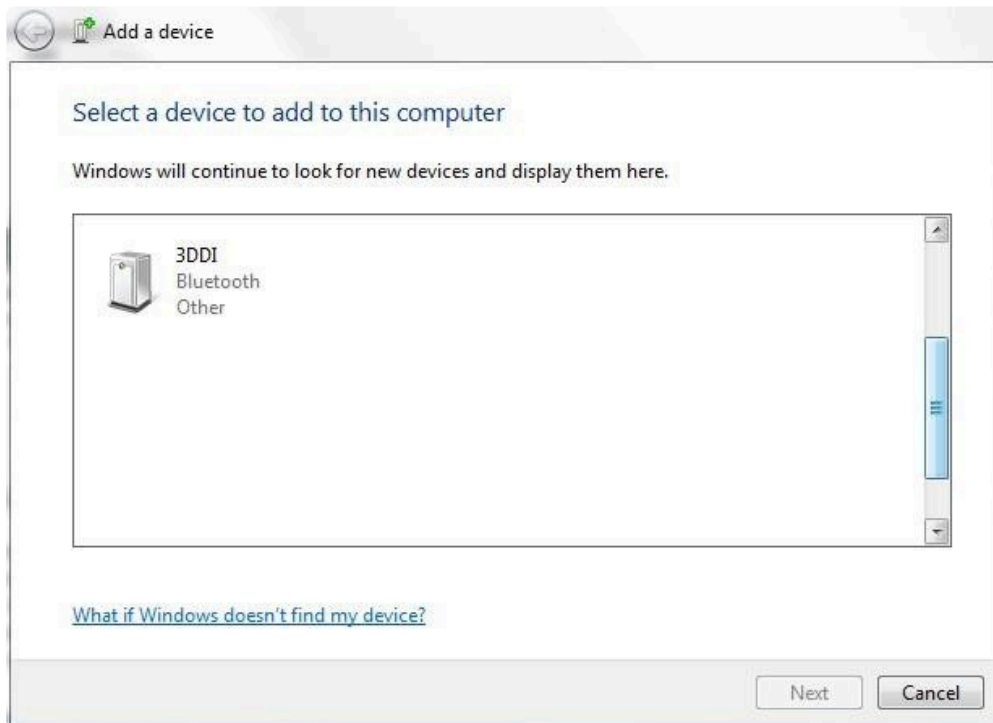 Add a device
Select a device to add to this computer
Windows will continue to look for new devices and display them here.
3DDI
Bluetooth
Other
What if Windows doesn't find my device?
Next
Cancel